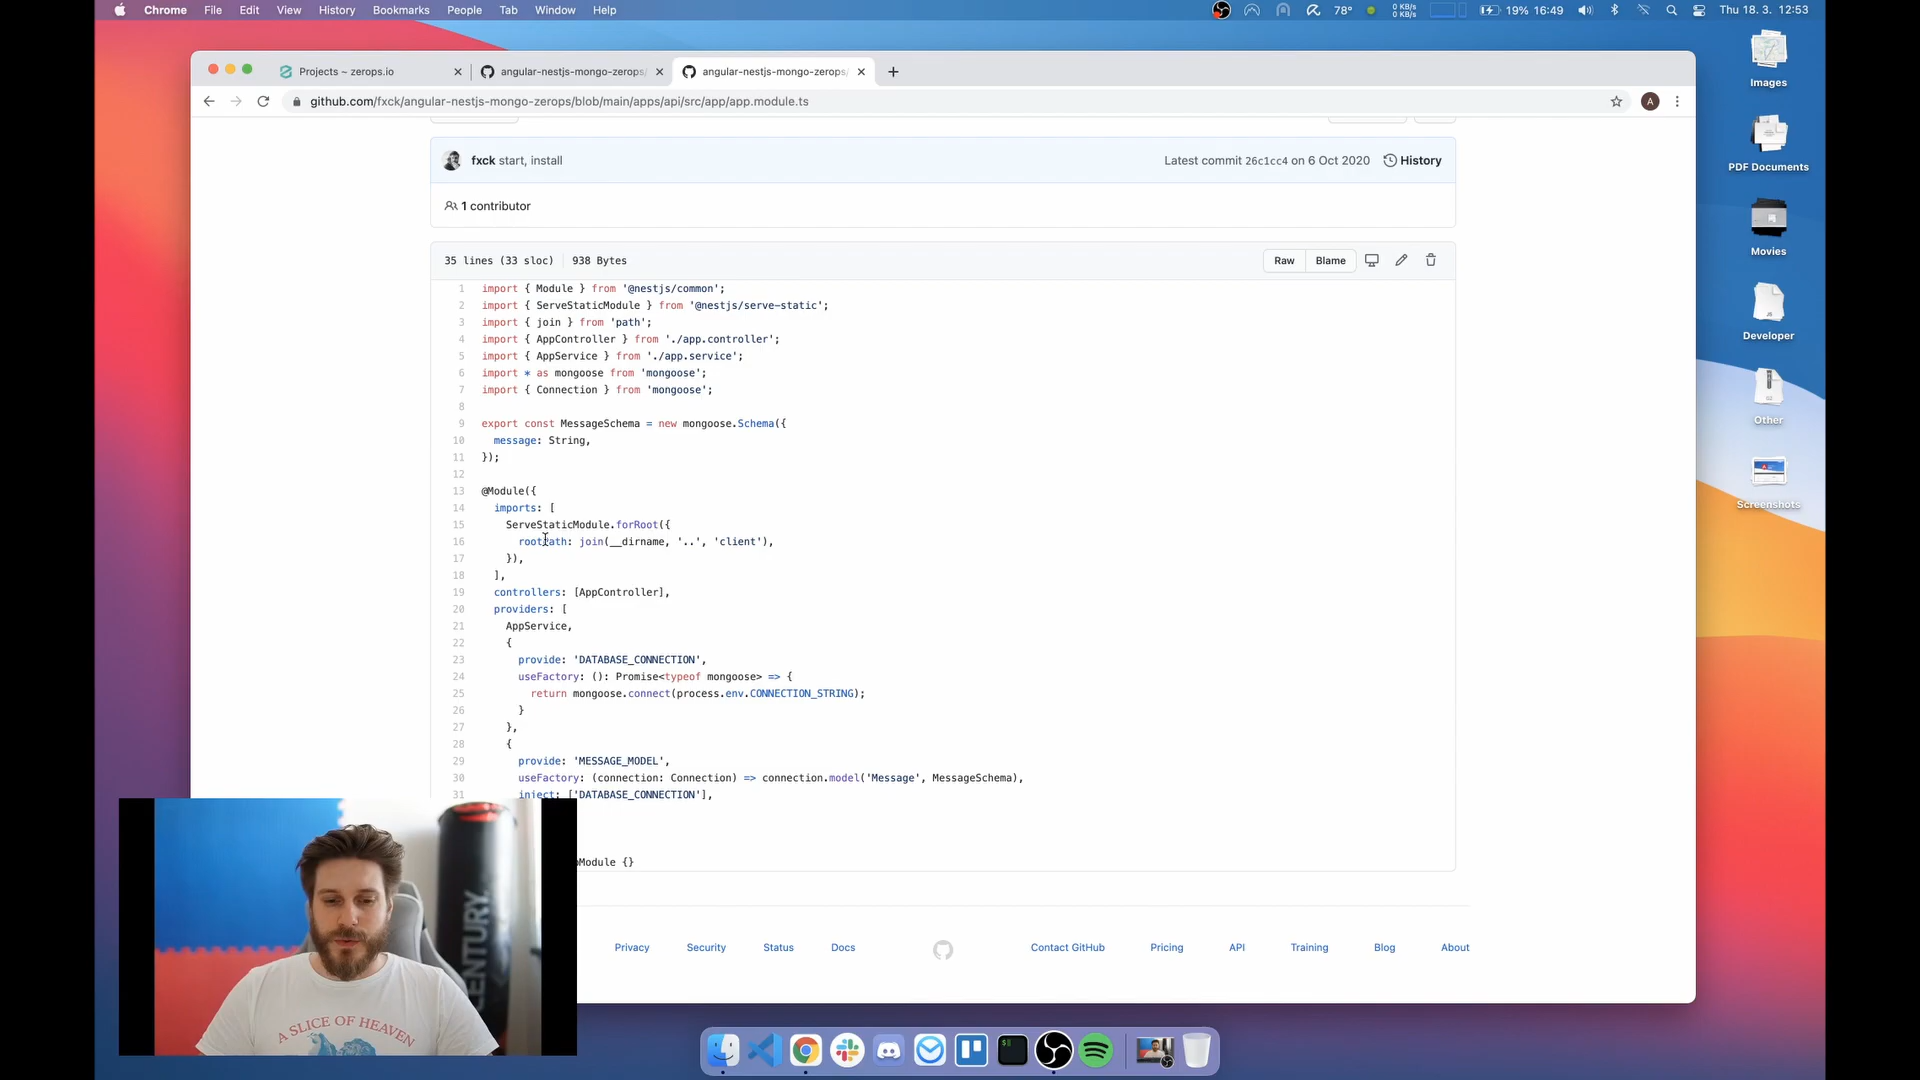 Chrome File Edit View History Bookmarks People Tab Window Help
78° 0 KB/s 0 KB/s 19% 16:49 Thu 18. 3. 12:53
Projects ~ zerops.io
angular-nestjs-mongo-zerops/
angular-nestjs-mongo-zerops/
github.com/fxck/angular-nestjs-mongo-zerops/blob/main/apps/api/src/app/app.module.ts
A
fxck start, install
Latest commit 26c1cc4 on 6 Oct 2020 History
1 contributor
35 lines (33 sloc) 938 Bytes
Raw Blame
1 import { Module } from '@nestjs/common';
2 import { ServeStaticModule } from '@nestjs/serve-static';
3 import { join } from 'path';
4 import { AppController } from './app.controller';
5 import { AppService } from './app.service';
6 import * as mongoose from 'mongoose';
7 import { Connection } from 'mongoose';
8
9 export const MessageSchema = new mongoose.Schema({
10 message: String,
11 });
12
13 @Module({
14 imports: [
15 ServeStaticModule.forRoot({
16 rootPath: join(__dirname, '..', 'client'),
17 }),
18 ],
19 controllers: [AppController],
20 providers: [
21 AppService,
22 {
23 provide: 'DATABASE_CONNECTION',
24 useFactory: (): Promise<typeof mongoose> => {
25 return mongoose.connect(process.env.CONNECTION_STRING);
26 }
27 },
28 {
29 provide: 'MESSAGE_MODEL',
30 useFactory: (connection: Connection) => connection.model('Message', MessageSchema),
31 inject: ['DATABASE_CONNECTION'],
Module {}
Privacy Security Status Docs Contact GitHub Pricing API Training Blog About
Images
PDF Documents
Movies
Developer
Other
Screenshots
CENTURY.
CENTURY
A SLICE OF HEAVEN